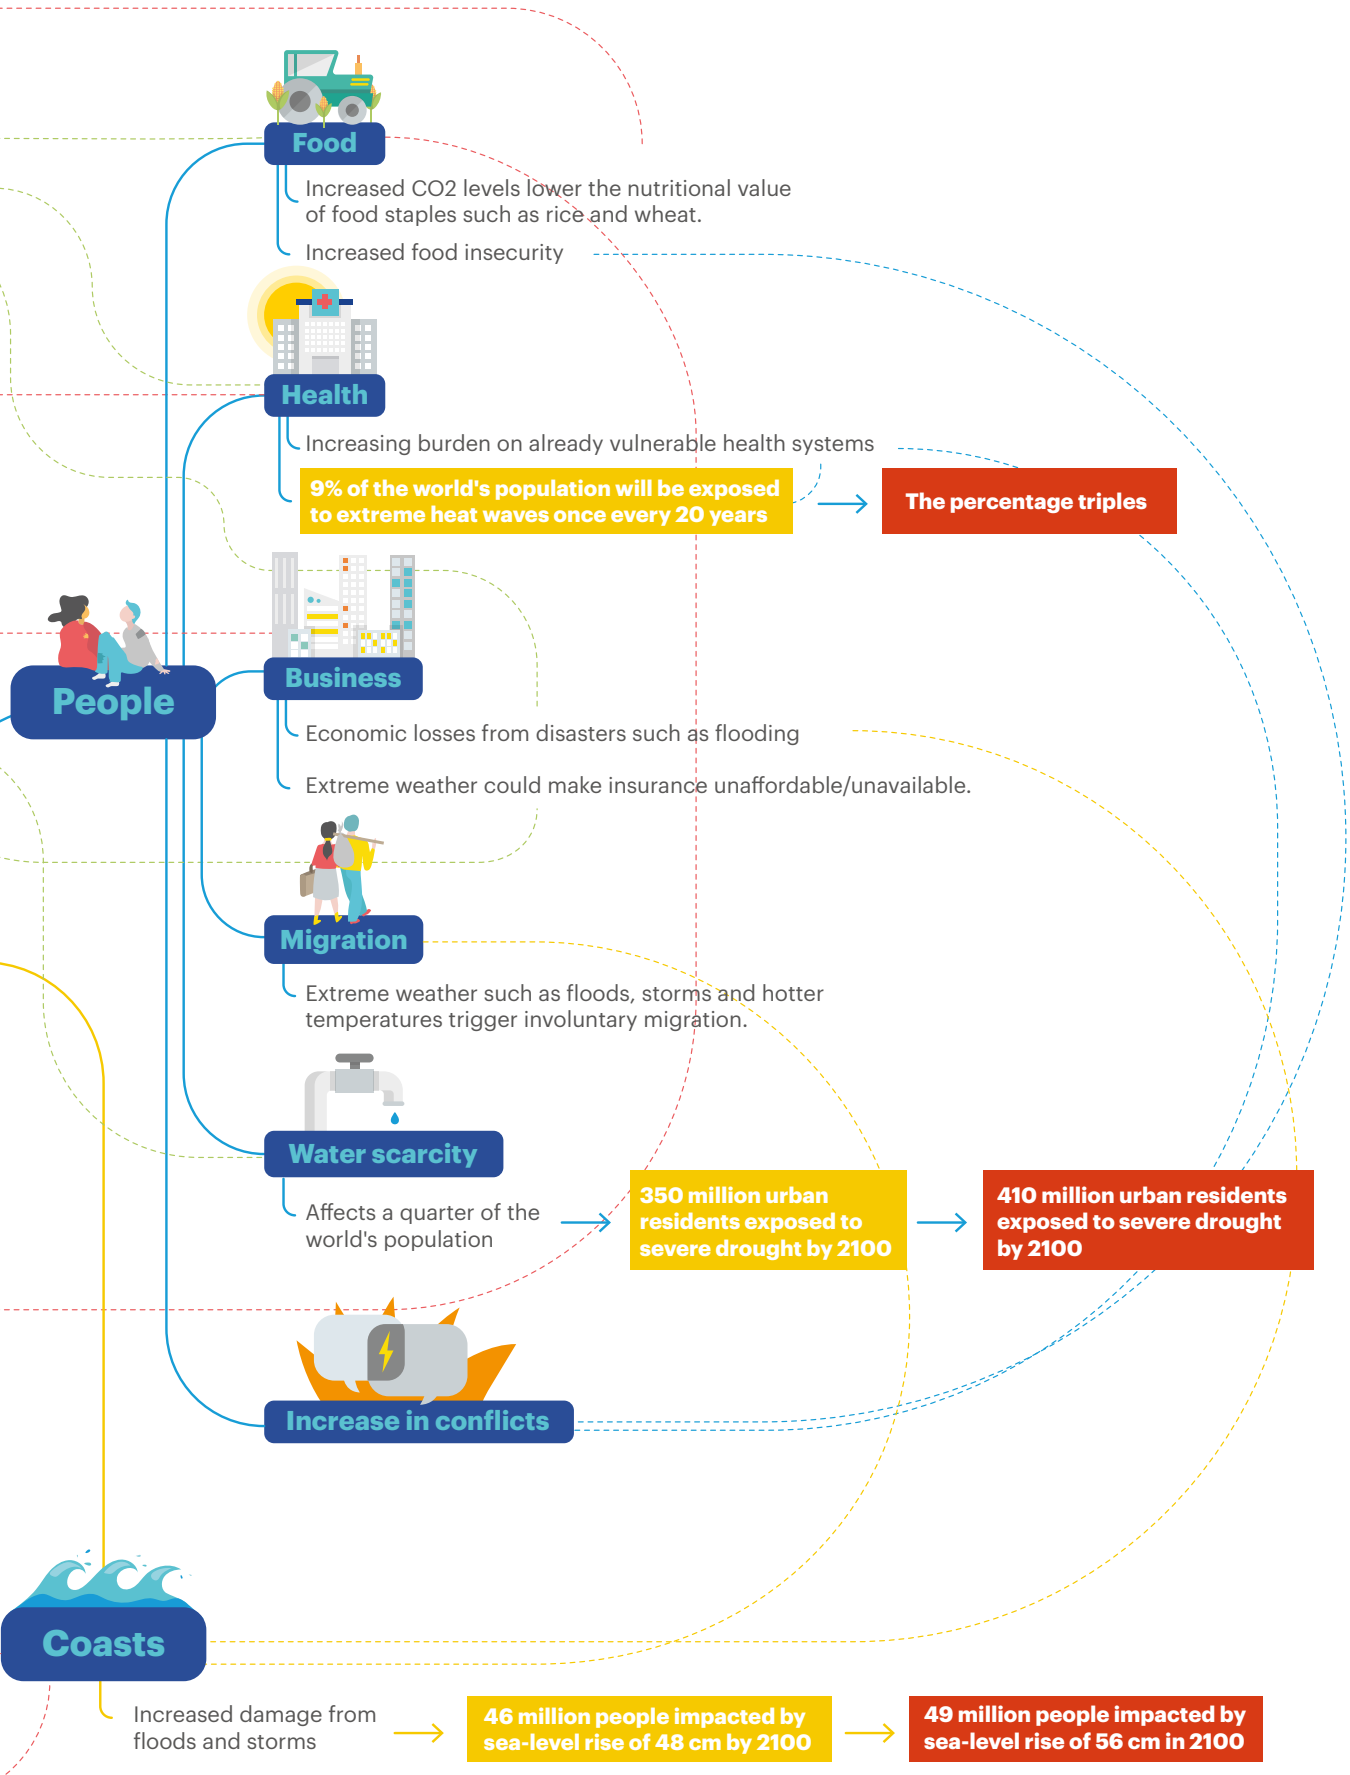 Food
Increased CO2 levels lower the nutritional value
of food staples such as rice and wheat.
Increased food insecurity
Health
Increasing burden on already vulnerable health systems
9% of the world's population will be exposed
to extreme heat waves once every 20 years
The percentage triples
Business
People
Economic losses from disasters such as flooding
Extreme weather could make insurance unaffordable/unavailable.
Migration
Extreme weather such as floods, storms and hotter
temperatures trigger involuntary migration.
Water scarcity
Affects a quarter of the
world's population
350 million urban
residents exposed to
severe drought by 2100
410 million urban residents
exposed to severe drought
by 2100
Increase in conflicts
Coasts
Increased damage from
floods and storms
46 million people impacted by
sea-level rise of 48 cm by 2100
49 million people impacted by
sea-level rise of 56 cm in 2100